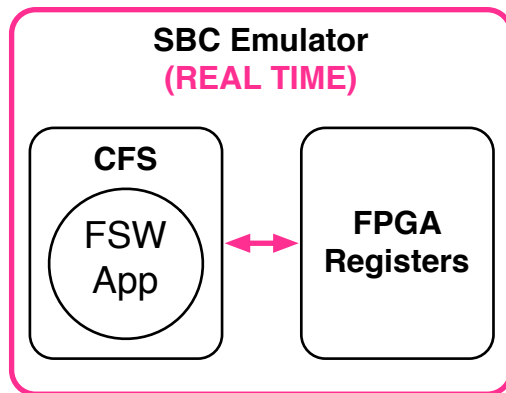 SBC Emulator
(REAL TIME)
CFS
FSW
App
FPGA
Registers